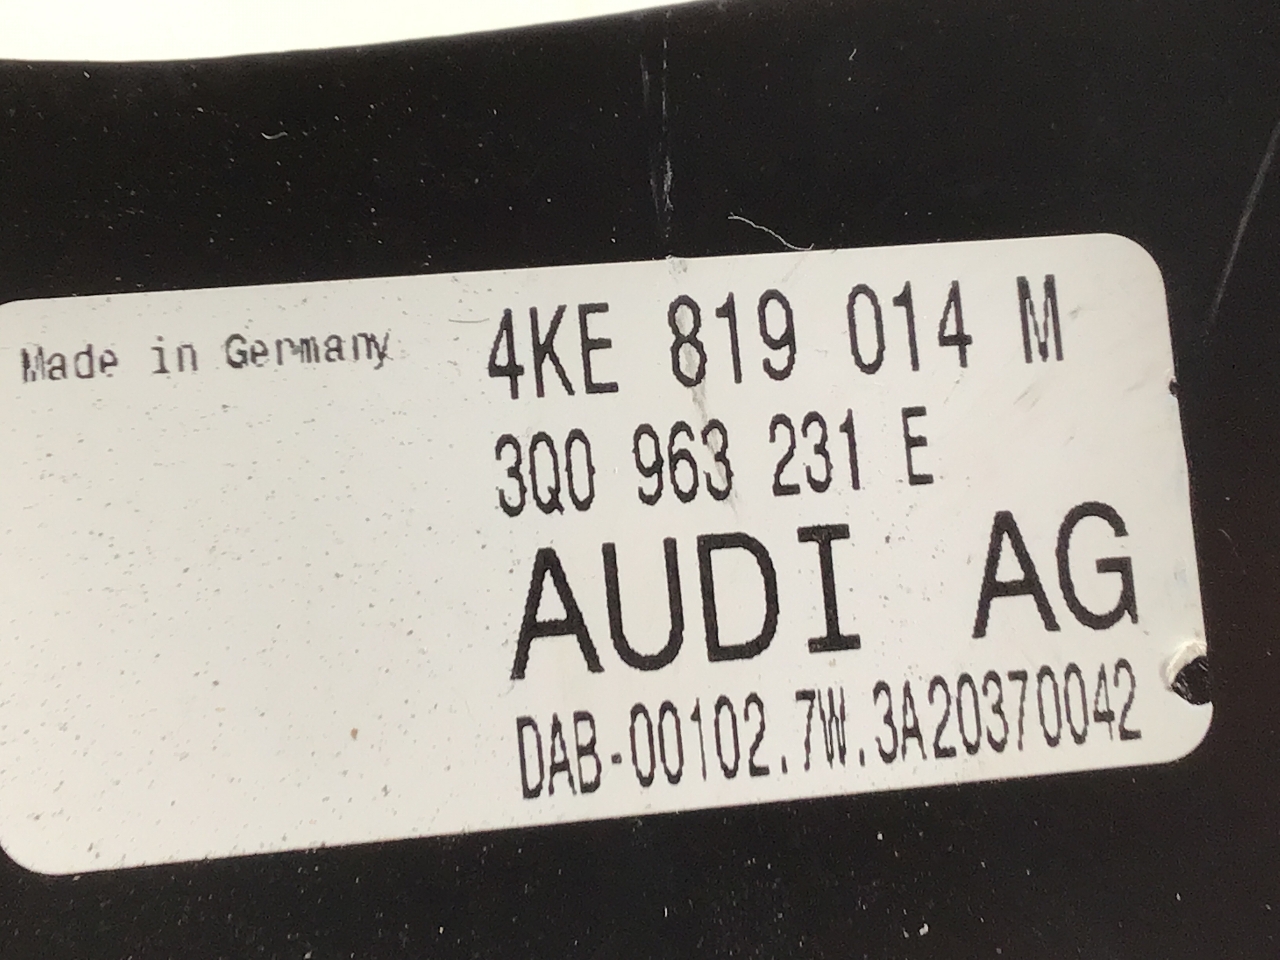 Made in Germany
4KE 819 014 M
3Q0 963 231 E
AUDI AG
DAB-00102.7W.3A20370042